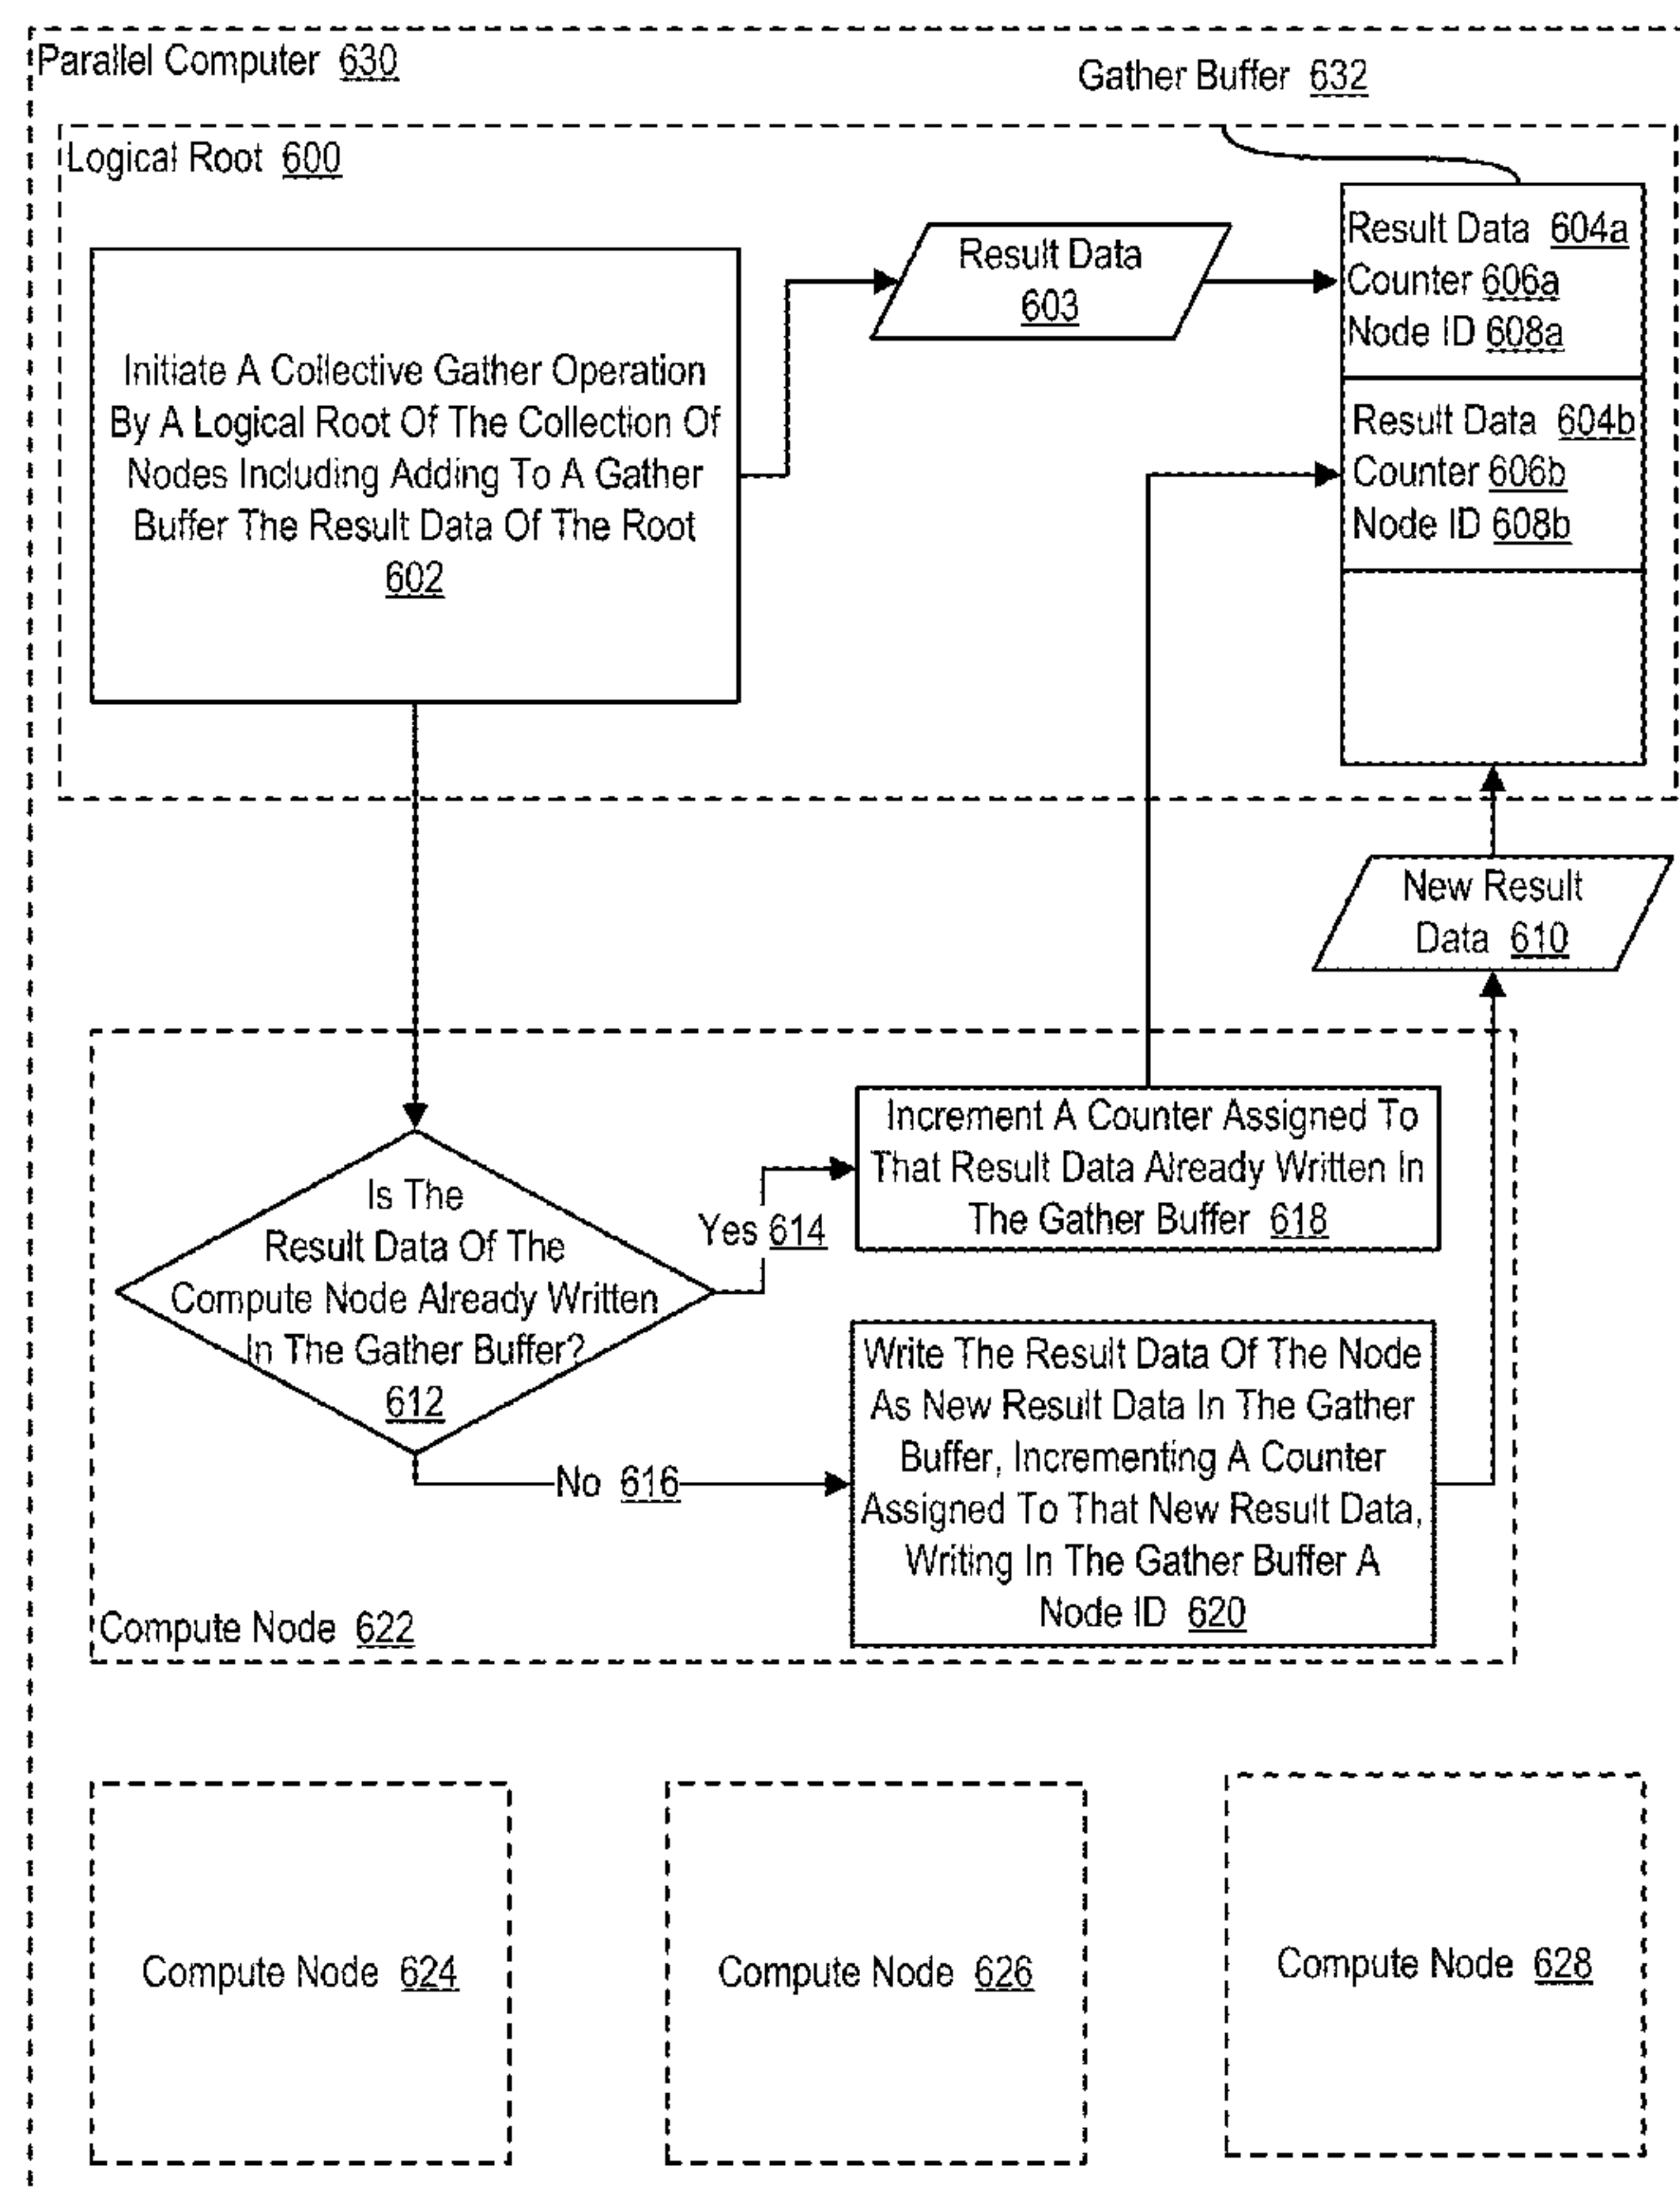 Parallel Computer 630
Gather Buffer 632
Logical Root 600
Initiate A Collective Gather Operation
By A Logical Root Of The Collection Of
Nodes Including Adding To A Gather
Buffer The Result Data Of The Root
602
Result Data
603
Result Data 604a
Counter 606a
Node ID 608a
Result Data 604b
Counter 606b
Node ID 608b
New Result
Data 610
Is The
Result Data Of The
Compute Node Already Written
In The Gather Buffer?
612
Yes 614
Increment A Counter Assigned To
That Result Data Already Written In
The Gather Buffer 618
No 616
Write The Result Data Of The Node
As New Result Data In The Gather
Buffer, Incrementing A Counter
Assigned To That New Result Data,
Writing In The Gather Buffer A
Node ID 620
Compute Node 622
Compute Node 624
Compute Node 626
Compute Node 628